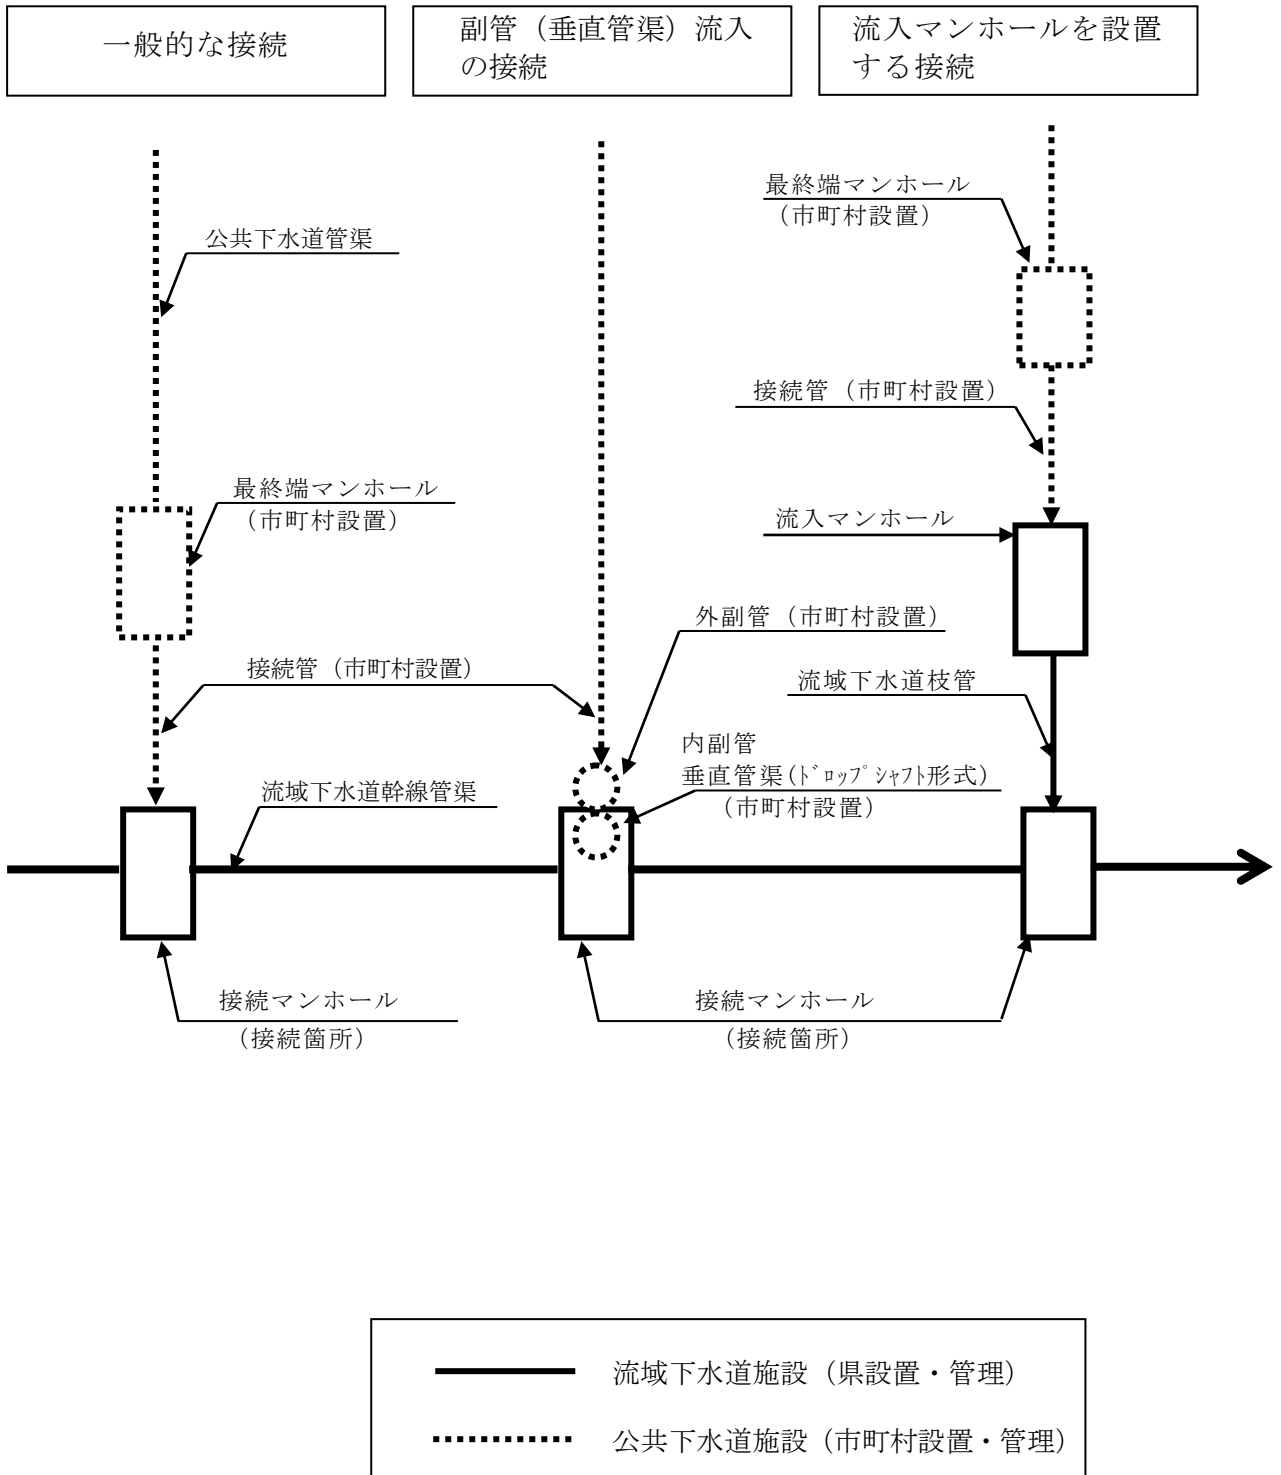 一般的な接続
副管（垂直管渠）流入
の接続
流入マンホールを設置
する接続
最終端マンホール
（市町村設置）
公共下水道管渠
接続管（市町村設置）
最終端マンホール
（市町村設置）
流入マンホール
外副管（市町村設置）
接続管（市町村設置）
流域下水道枝管
内副管
垂直管渠(ﾄﾞﾛｯﾌﾟｼｬﾌﾄ形式)
（市町村設置）
流域下水道幹線管渠
接続マンホール
（接続箇所）
接続マンホール
（接続箇所）
流域下水道施設（県設置・管理）
公共下水道施設（市町村設置・管理）